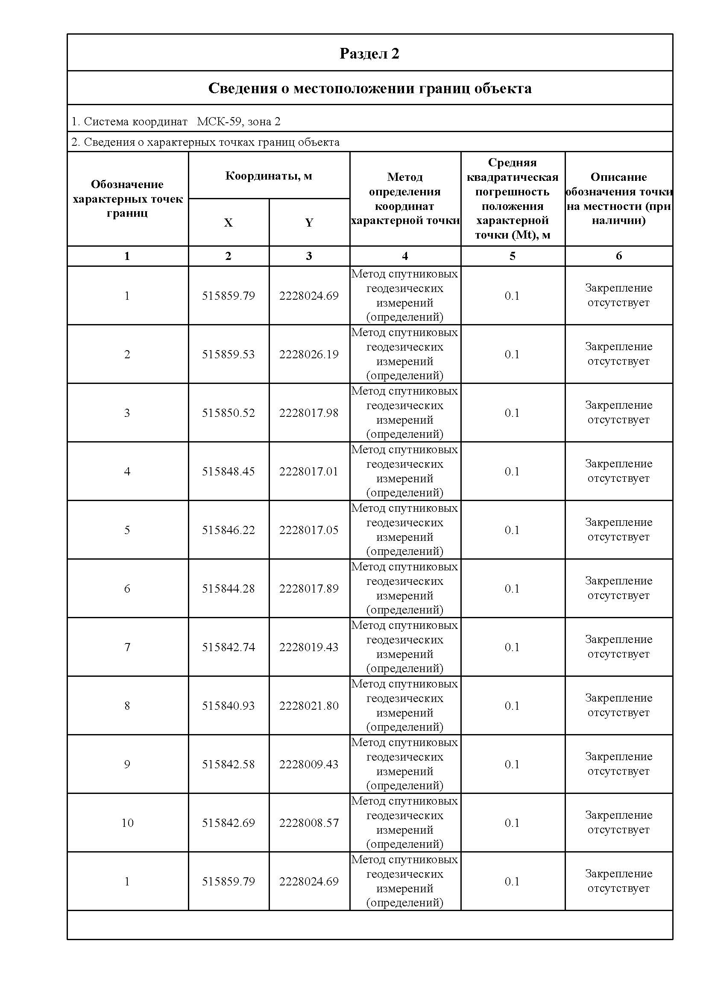 Раздел 2
Сведения о местоположении границ объекта
1. Система координат МСК-59, зона 2
2. Сведения о характерных точках границ объекта
Обозначение
характерных точек
границ
Координаты, м
X
Y
Метод
определения
координат
характерной точки
Средняя
квадратическая
погрешность
положения
характерной
точки (Mt), м
Описание
обозначения точки
на местности (при
наличии)
1 2 3 4 5 6
1 515859.79 2228024.69
Метод спутниковых
геодезических
измерений
(определений)
0.1
Закрепление
отсутствует
2 515859.53 2228026.19
Метод спутниковых
геодезических
измерений
(определений)
0.1
Закрепление
отсутствует
3 515850.52 2228017.98
Метод спутниковых
геодезических
измерений
(определений)
0.1
Закрепление
отсутствует
4 515848.45 2228017.01
Метод спутниковых
геодезических
измерений
(определений)
0.1
Закрепление
отсутствует
5 515846.22 2228017.05
Метод спутниковых
геодезических
измерений
(определений)
0.1
Закрепление
отсутствует
6 515844.28 2228017.89
Метод спутниковых
геодезических
измерений
(определений)
0.1
Закрепление
отсутствует
7 515842.74 2228019.43
Метод спутниковых
геодезических
измерений
(определений)
0.1
Закрепление
отсутствует
8 515840.93 2228021.80
Метод спутниковых
геодезических
измерений
(определений)
0.1
Закрепление
отсутствует
9 515842.58 2228009.43
Метод спутниковых
геодезических
измерений
(определений)
0.1
Закрепление
отсутствует
10 515842.69 2228008.57
Метод спутниковых
геодезических
измерений
(определений)
0.1
Закрепление
отсутствует
1 515859.79 2228024.69
Метод спутниковых
геодезических
измерений
(определений)
0.1
Закрепление
отсутствует